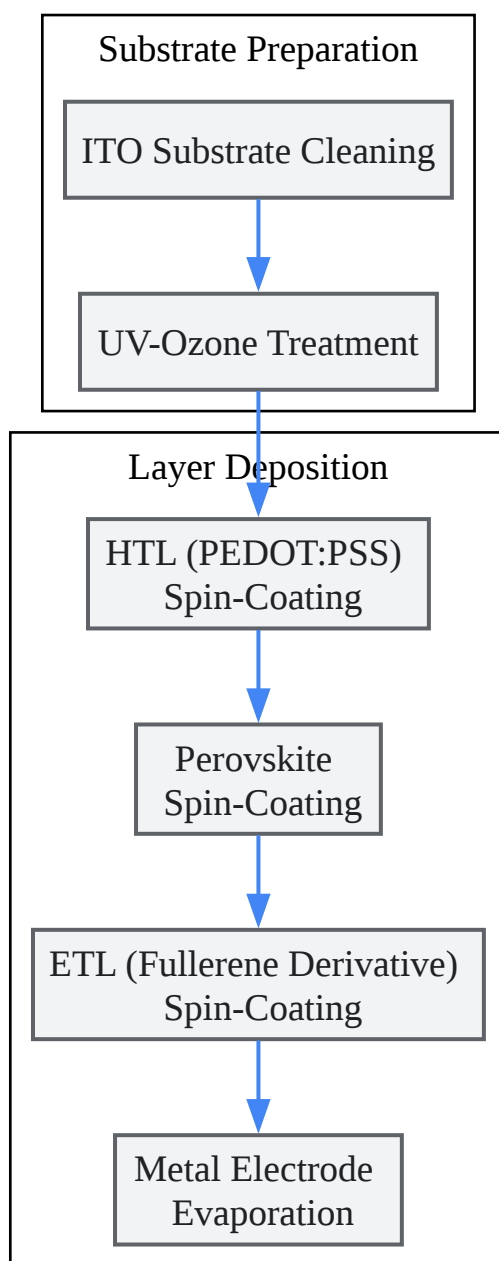 Substrate Preparation
ITO Substrate Cleaning
UV-Ozone Treatment
Layer Deposition
HTL (PEDOT:PSS)
Spin-Coating
Perovskite
Spin-Coating
ETL (Fullerene Derivative)
Spin-Coating
Metal Electrode
Evaporation